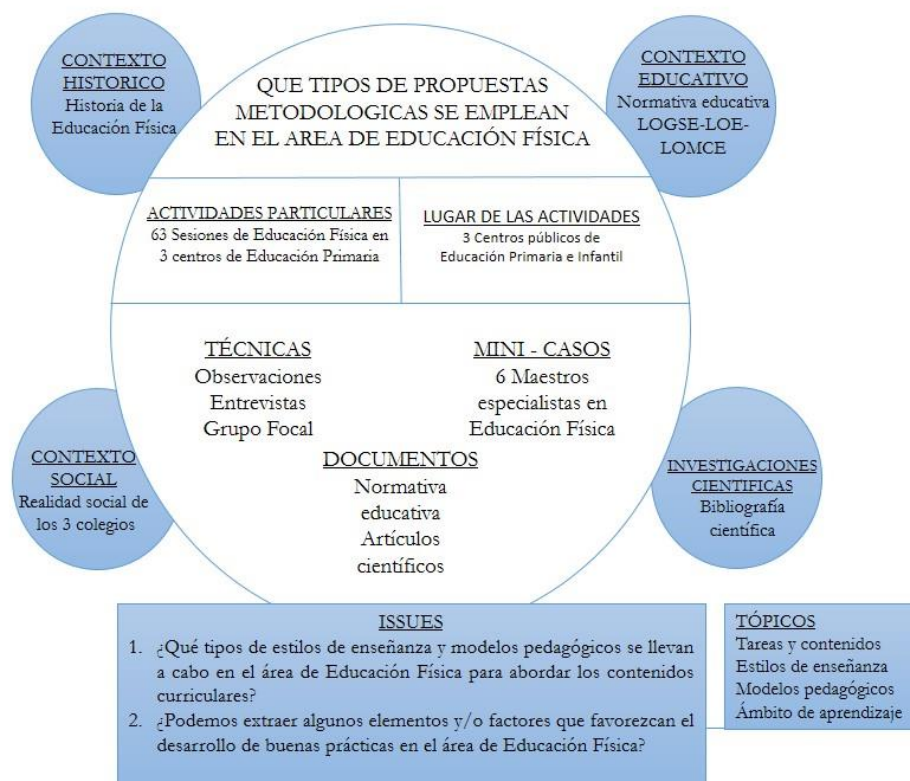 CONTEXTO
HISTORICO
Historia de la
Educación Física
QUE TIPOS DE PROPUESTAS
METODOLOGICAS SE EMPLEAN
EN EL AREA DE EDUCACIÓN FÍSICA
CONTEXTO
EDUCATIVO
Normativa educativa
LOGSE-LOE-
LOMCE
ACTIVIDADES PARTICULARES
63 Sesiones de Educación Física en
3 centros de Educación Primaria
LUGAR DE LAS ACTIVIDADES
3 Centros públicos de
Educación Primaria e Infantil
TÉCNICAS
Observaciones
Entrevistas
Grupo Focal
MINI - CASOS
6 Maestros
especialistas en
Educación Física
DOCUMENTOS
Normativa
educativa
Artículos
científicos
CONTEXTO
SOCIAL
Realidad social de
los 3 colegios
INVESTIGACIONES
CIENTIFICAS
Bibliografía
científica
ISSUES
1. ¿Qué tipos de estilos de enseñanza y modelos pedagógicos se llevan
a cabo en el área de Educación Física para abordar los contenidos
curriculares?
2. ¿Podemos extraer algunos elementos y/o factores que favorezcan el
desarrollo de buenas prácticas en el área de Educación Física?
TÓPICOS
Tareas y contenidos
Estilos de enseñanza
Modelos pedagógicos
Ámbito de aprendizaje